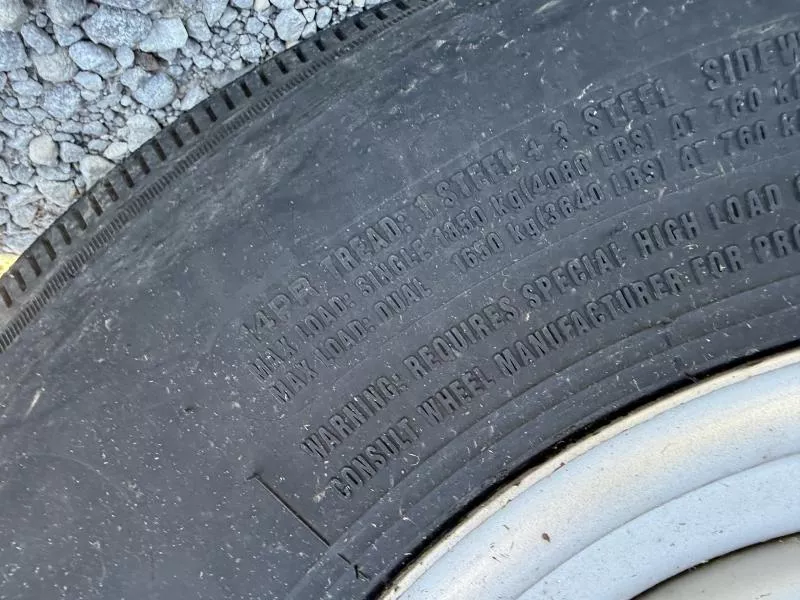 14PR TREAD: 1 STEEL + 3 STEEL SIDEW
MAX LOAD: SINGLE 1850 KG(4080 LBS) AT 760 K
MAX LOAD: DUAL 1650 KG(3640 LBS) AT 760 K
WARNING: REQUIRES SPECIAL HIGH LOAD
CONSULT WHEEL MANUFACTURER FOR PRO